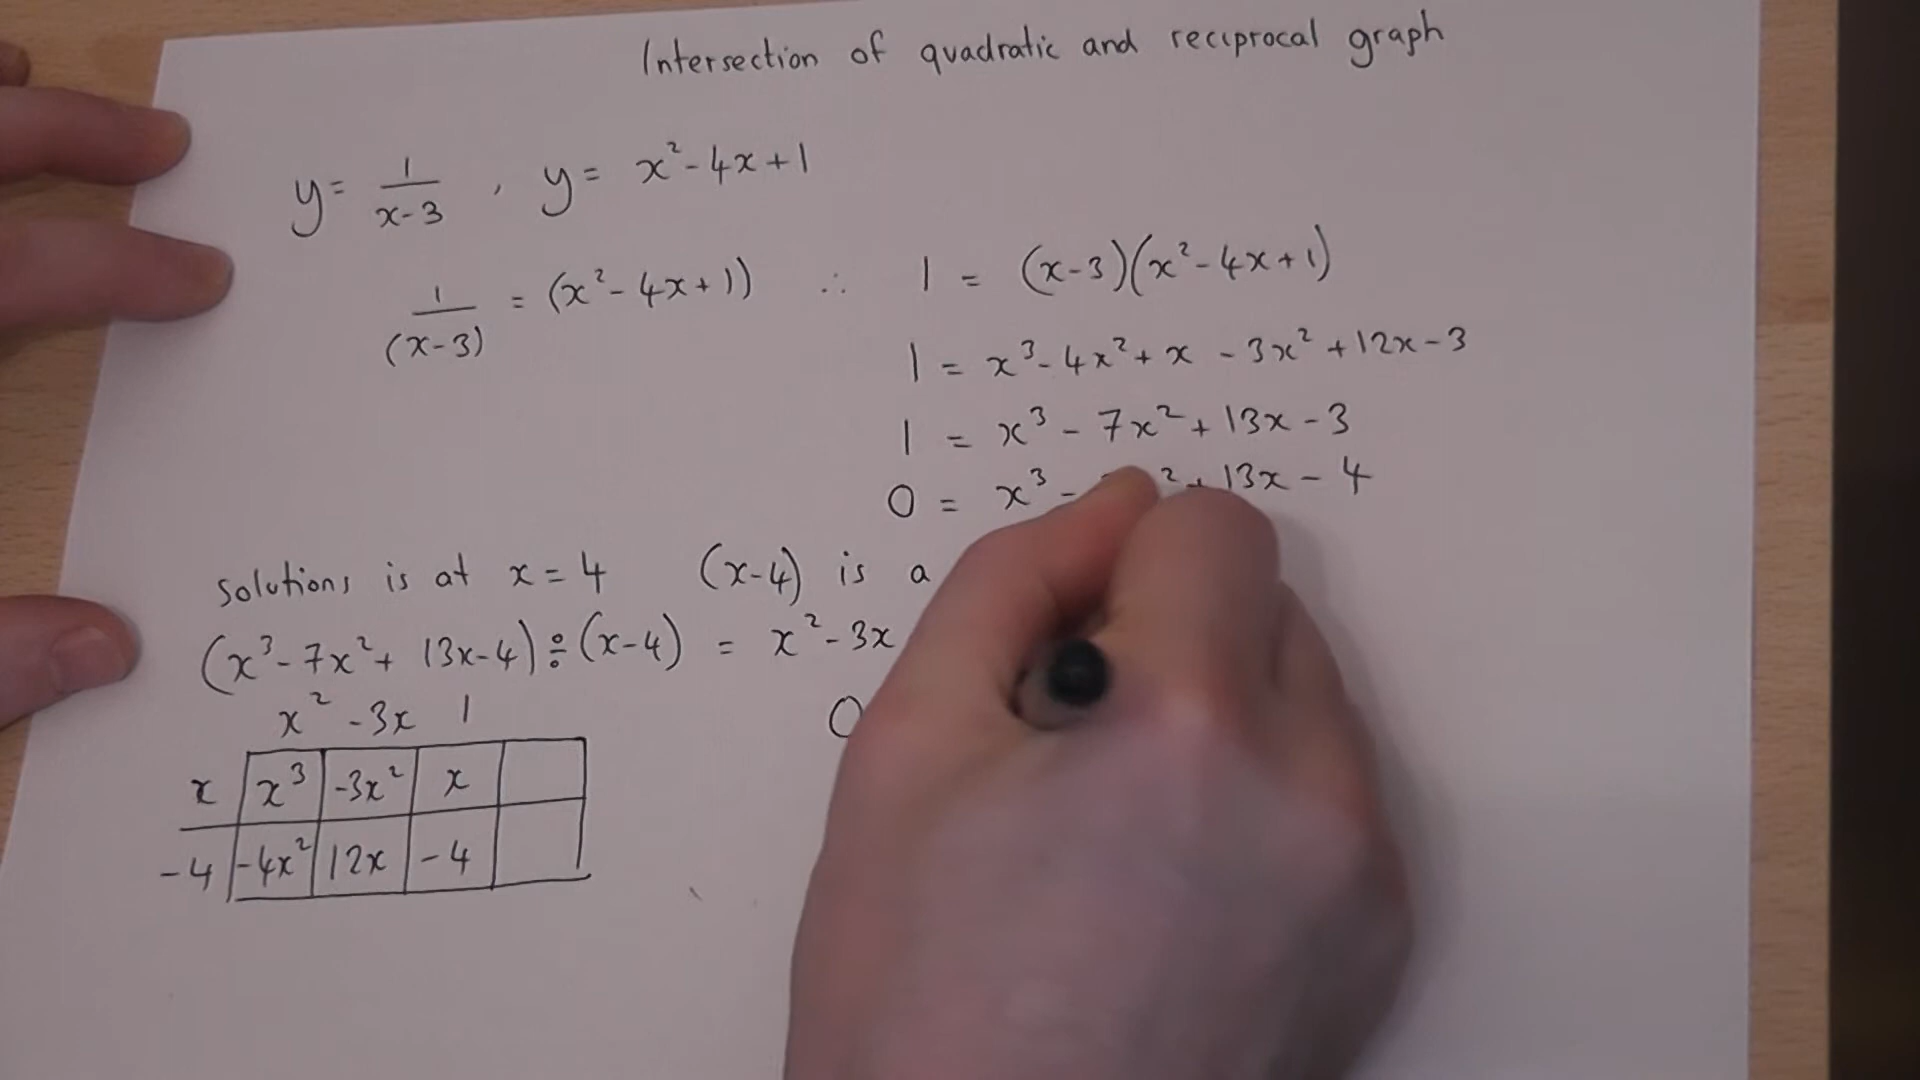 Intersection of quadratic and reciprocal graph
y = 1/(x-3) , y = x² - 4x + 1
1/(x-3) = (x² - 4x + 1) ∴ 1 = (x-3)(x² - 4x + 1)
1 = x³ - 4x² + x - 3x² + 12x - 3
1 = x³ - 7x² + 13x - 3
0 = x³ - ² + 13x - 4
Solutions is at x = 4 (x-4) is a
(x³ - 7x² + 13x - 4) ÷ (x-4) = x² - 3x
x² -3x 1
0
x x³ -3x² x
-4 -4x² 12x -4